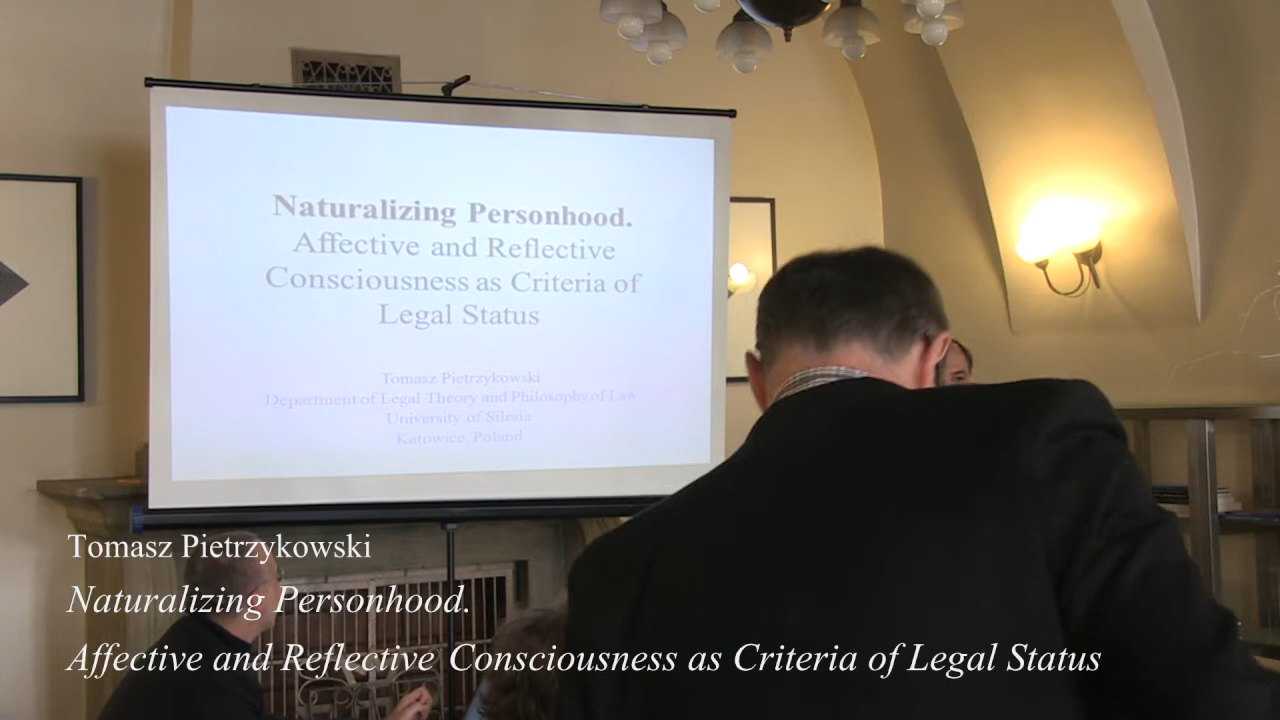 Naturalizing Personhood.
Affective and Reflective
Consciousness as Criteria of
Legal Status
Tomasz Pietrzykowski
Department of Legal Theory and Philosophy of Law
University of Silesia
Katowice, Poland
Tomasz Pietrzykowski
Naturalizing Personhood.
Affective and Reflective Consciousness as Criteria of Legal Status